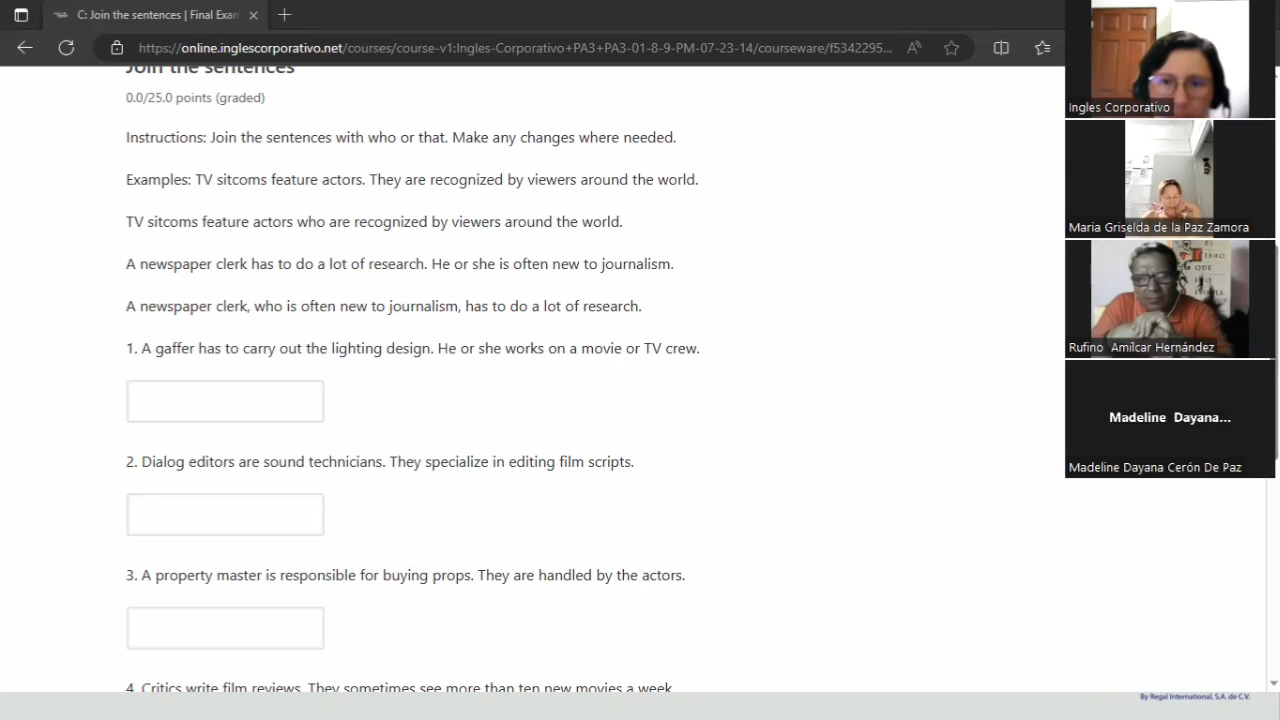 C: Join the sentences | Final Exam
https://online.inglescorporativo.net/courses/course-v1:Ingles-Corporativo+PA3+PA3-01-8-9-PM-07-23-14/courseware/f5342295...
Join the sentences
0.0/25.0 points (graded)
Instructions: Join the sentences with who or that. Make any changes where needed.
Examples: TV sitcoms feature actors. They are recognized by viewers around the world.
TV sitcoms feature actors who are recognized by viewers around the world.
A newspaper clerk has to do a lot of research. He or she is often new to journalism.
A newspaper clerk, who is often new to journalism, has to do a lot of research.
1. A gaffer has to carry out the lighting design. He or she works on a movie or TV crew.
2. Dialog editors are sound technicians. They specialize in editing film scripts.
3. A property master is responsible for buying props. They are handled by the actors.
4. Critics write film reviews. They sometimes see more than ten new movies a week.
Ingles Corporativo
Maria Griselda de la Paz Zamora
Rufino Amilcar Hernández
Madeline Dayana...
Madeline Dayana Cerón De Paz
By Regal International, S.A. de C.V.